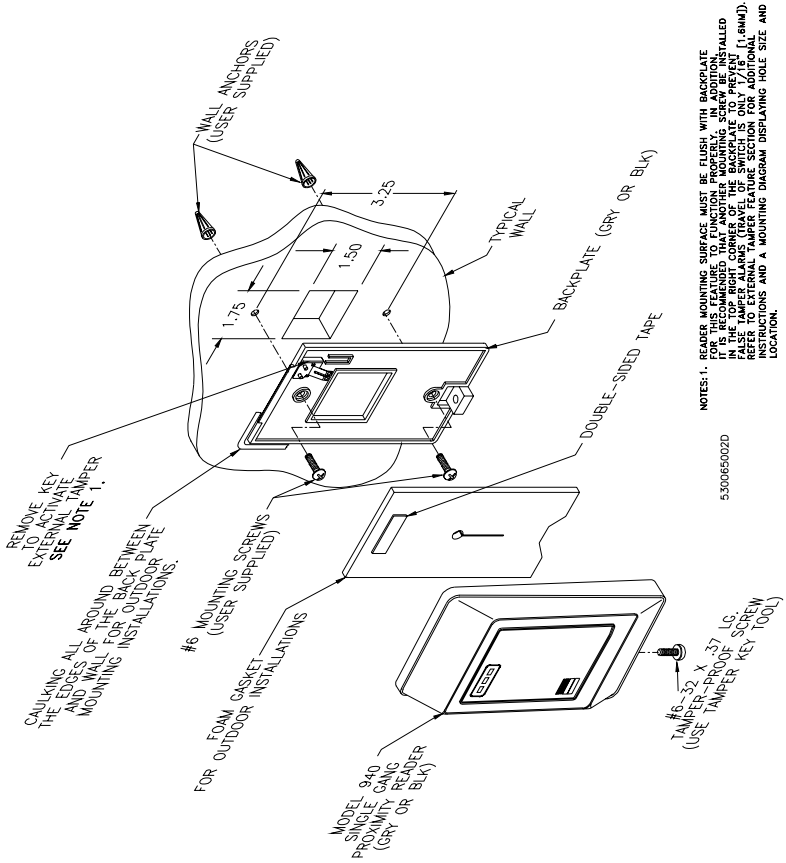 WALL ANCHORS
(USER SUPPLIED)
3.25
1.50
1.75
TYPICAL
WALL
BACKPLATE (GRY OR BLK)
DOUBLE-SIDED TAPE
REMOVE KEY
TO ACTIVATE
EXTERNAL TAMPER
SEE NOTE 1.
CAULKING ALL AROUND BETWEEN
THE EDGES OF THE BACK PLATE
AND WALL FOR OUTDOOR
MOUNTING INSTALLATIONS.
#6 MOUNTING SCREWS
(USER SUPPLIED)
FOAM GASKET
FOR OUTDOOR INSTALLATIONS
MODEL 940
SINGLE GANG
PROXIMITY READER
(GRY OR BLK)
#6-32 X .37 LG.
TAMPER-PROOF SCREW
(USE TAMPER KEY TOOL)
530065002D
NOTES: 1. READER MOUNTING SURFACE MUST BE FLUSH WITH BACKPLATE
FOR THIS FEATURE TO FUNCTION PROPERLY. IN ADDITION,
IT IS RECOMMENDED THAT ANOTHER MOUNTING SCREW BE INSTALLED
IN THE TOP RIGHT CORNER OF THE BACKPLATE TO PREVENT
FALSE TAMPER ALARMS (TRAVEL OF SWITCH IS ONLY 1/16" [1.6MM]).
REFER TO EXTERNAL TAMPER FEATURE SECTION FOR ADDITIONAL
INSTRUCTIONS AND A MOUNTING DIAGRAM DISPLAYING HOLE SIZE AND
LOCATION.